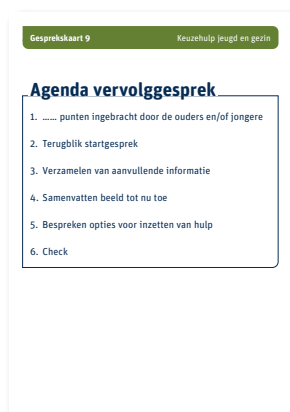 Gesprekskaart 9 Keuzehulp jeugd en gezin
Agenda vervolggesprek
1. ...... punten ingebracht door de ouders en/of jongere
2. Terugblik startgesprek
3. Verzamelen van aanvullende informatie
4. Samenvatten beeld tot nu toe
5. Bespreken opties voor inzetten van hulp
6. Check